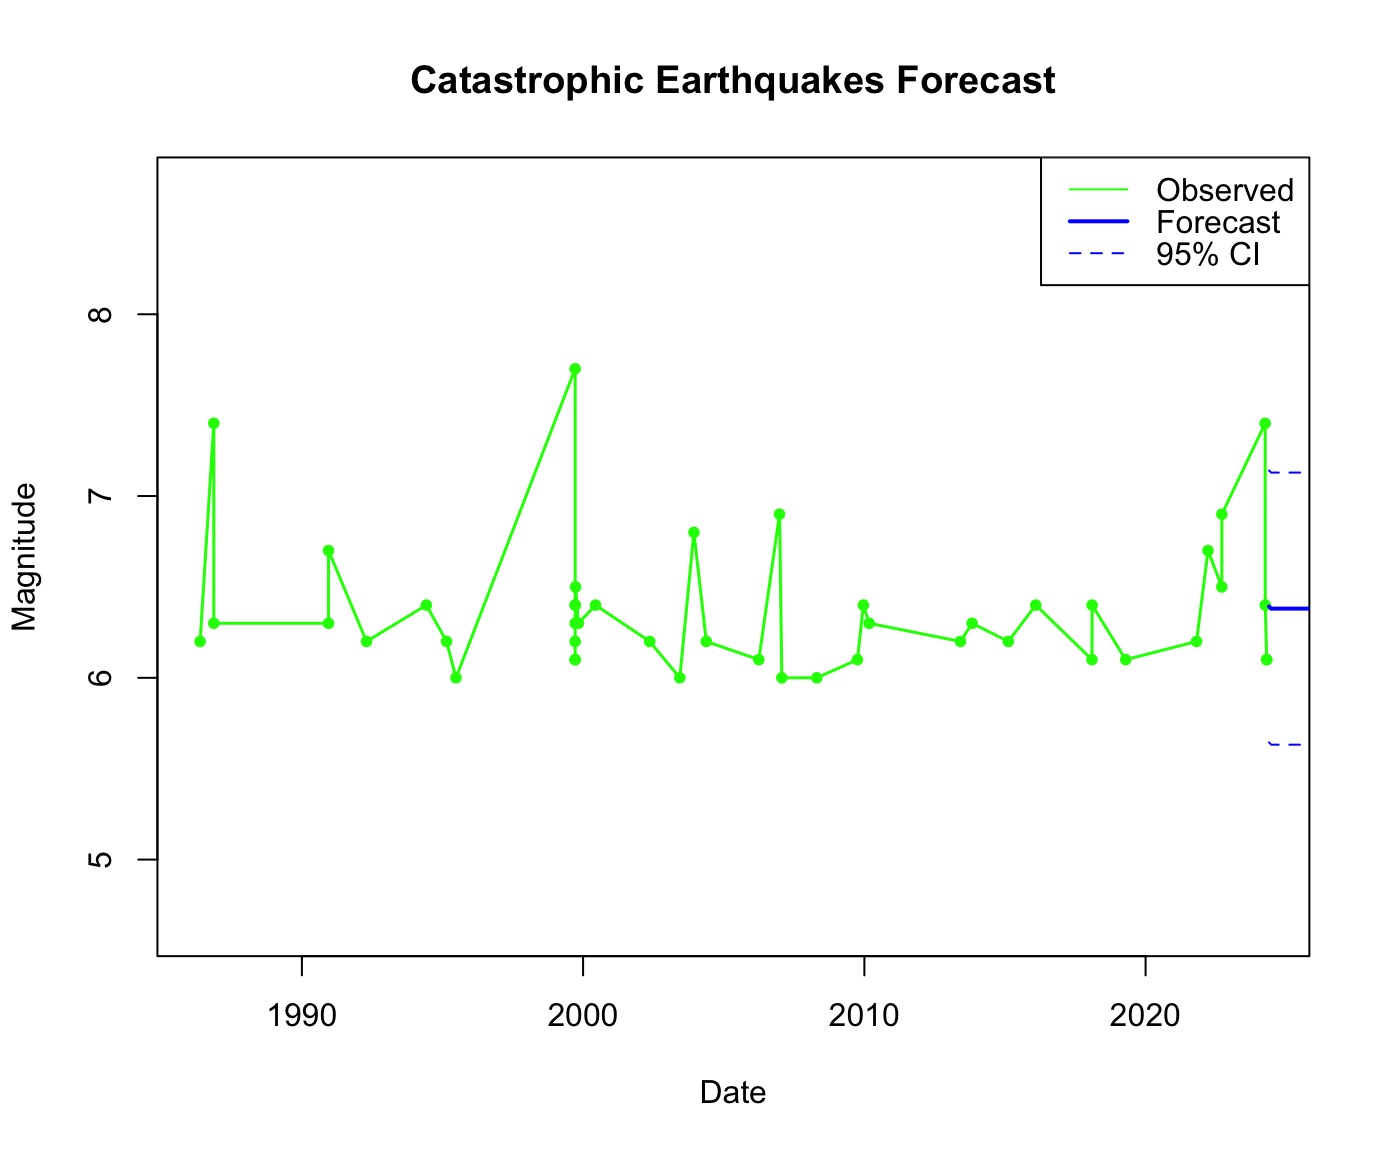 Catastrophic Earthquakes Forecast
Observed
Forecast
95% CI
8
7
6
5
Magnitude
1990 2000 2010 2020
Date